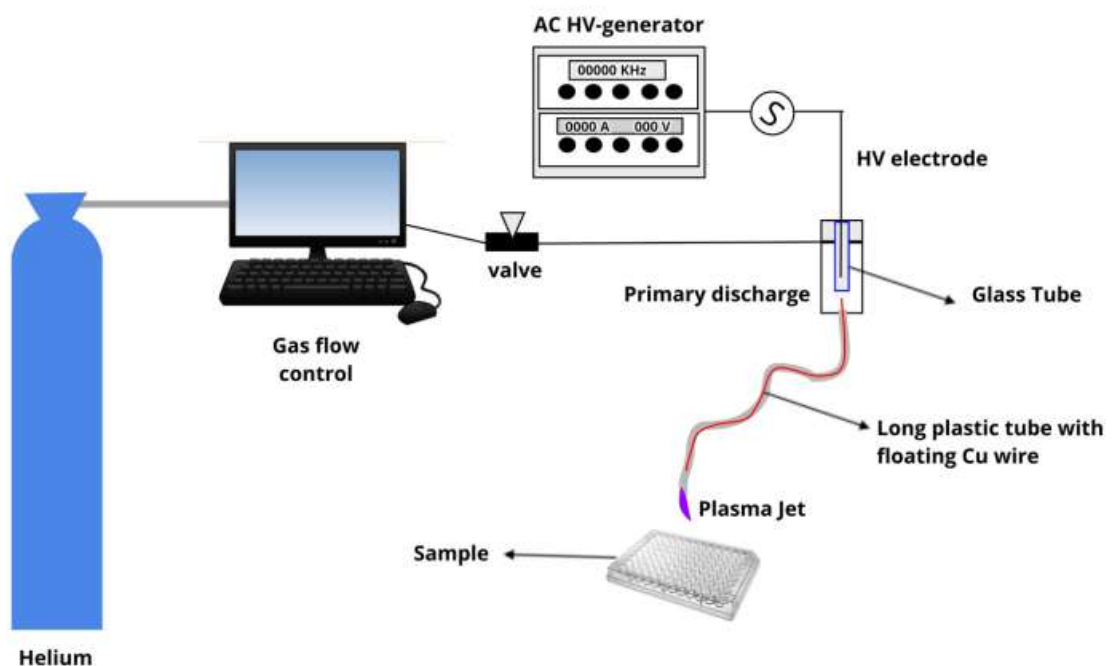 AC HV-generator
00000 KHz
0000 A 000 V
HV electrode
valve
Primary discharge
Glass Tube
Gas flow
control
Long plastic tube with
floating Cu wire
Plasma Jet
Sample
Helium